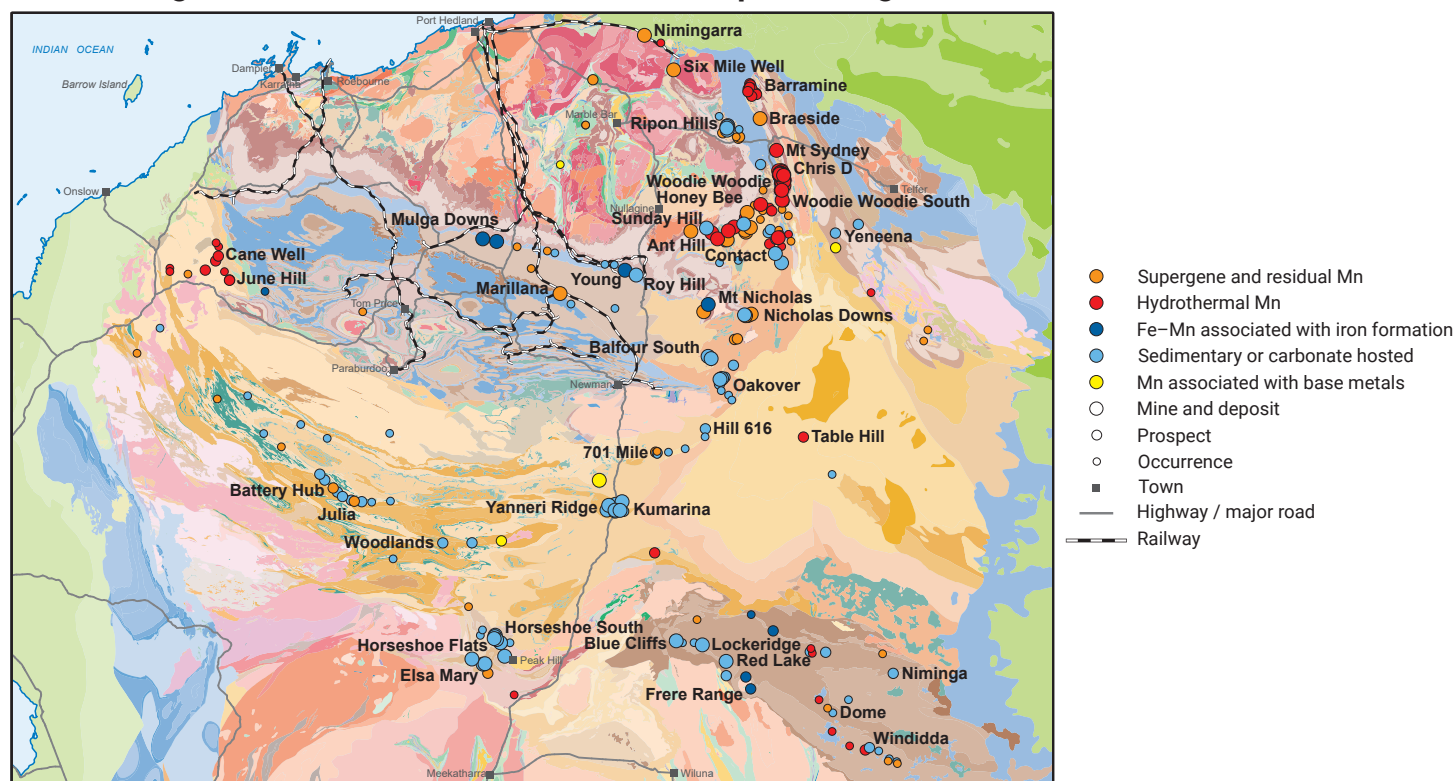 Port Hedland
Nimingarra
INDIAN OCEAN
Dampier
Six Mile Well
Barrow Island
Karratha
Roebourne
Barramine
Marble Bar
Ripon Hills
Braeside
Mt Sydney
Chris D
Onslow
Woodie Woodie
Telfer
Honey Bee
Woodie Woodie South
Nullagine
Mulga Downs
Sunday Hill
Yeneena
Ant Hill
Cane Well
Contact
June Hill
Young
Roy Hill
Marillana
Mt Nicholas
Tom Price
Nicholas Downs
Balfour South
Paraburdoo
Newman
Oakover
Hill 616
Table Hill
701 Mile
Battery Hub
Julia
Yanneri Ridge
Kumarina
Woodlands
Horseshoe South
Horseshoe Flats
Blue Cliffs
Lockeridge
Peak Hill
Red Lake
Elsa Mary
Niminga
Frere Range
Dome
Windidda
Meekatharra
Wiluna
Supergene and residual Mn
Hydrothermal Mn
Fe–Mn associated with iron formation
Sedimentary or carbonate hosted
Mn associated with base metals
Mine and deposit
Prospect
Occurrence
Town
Highway / major road
Railway